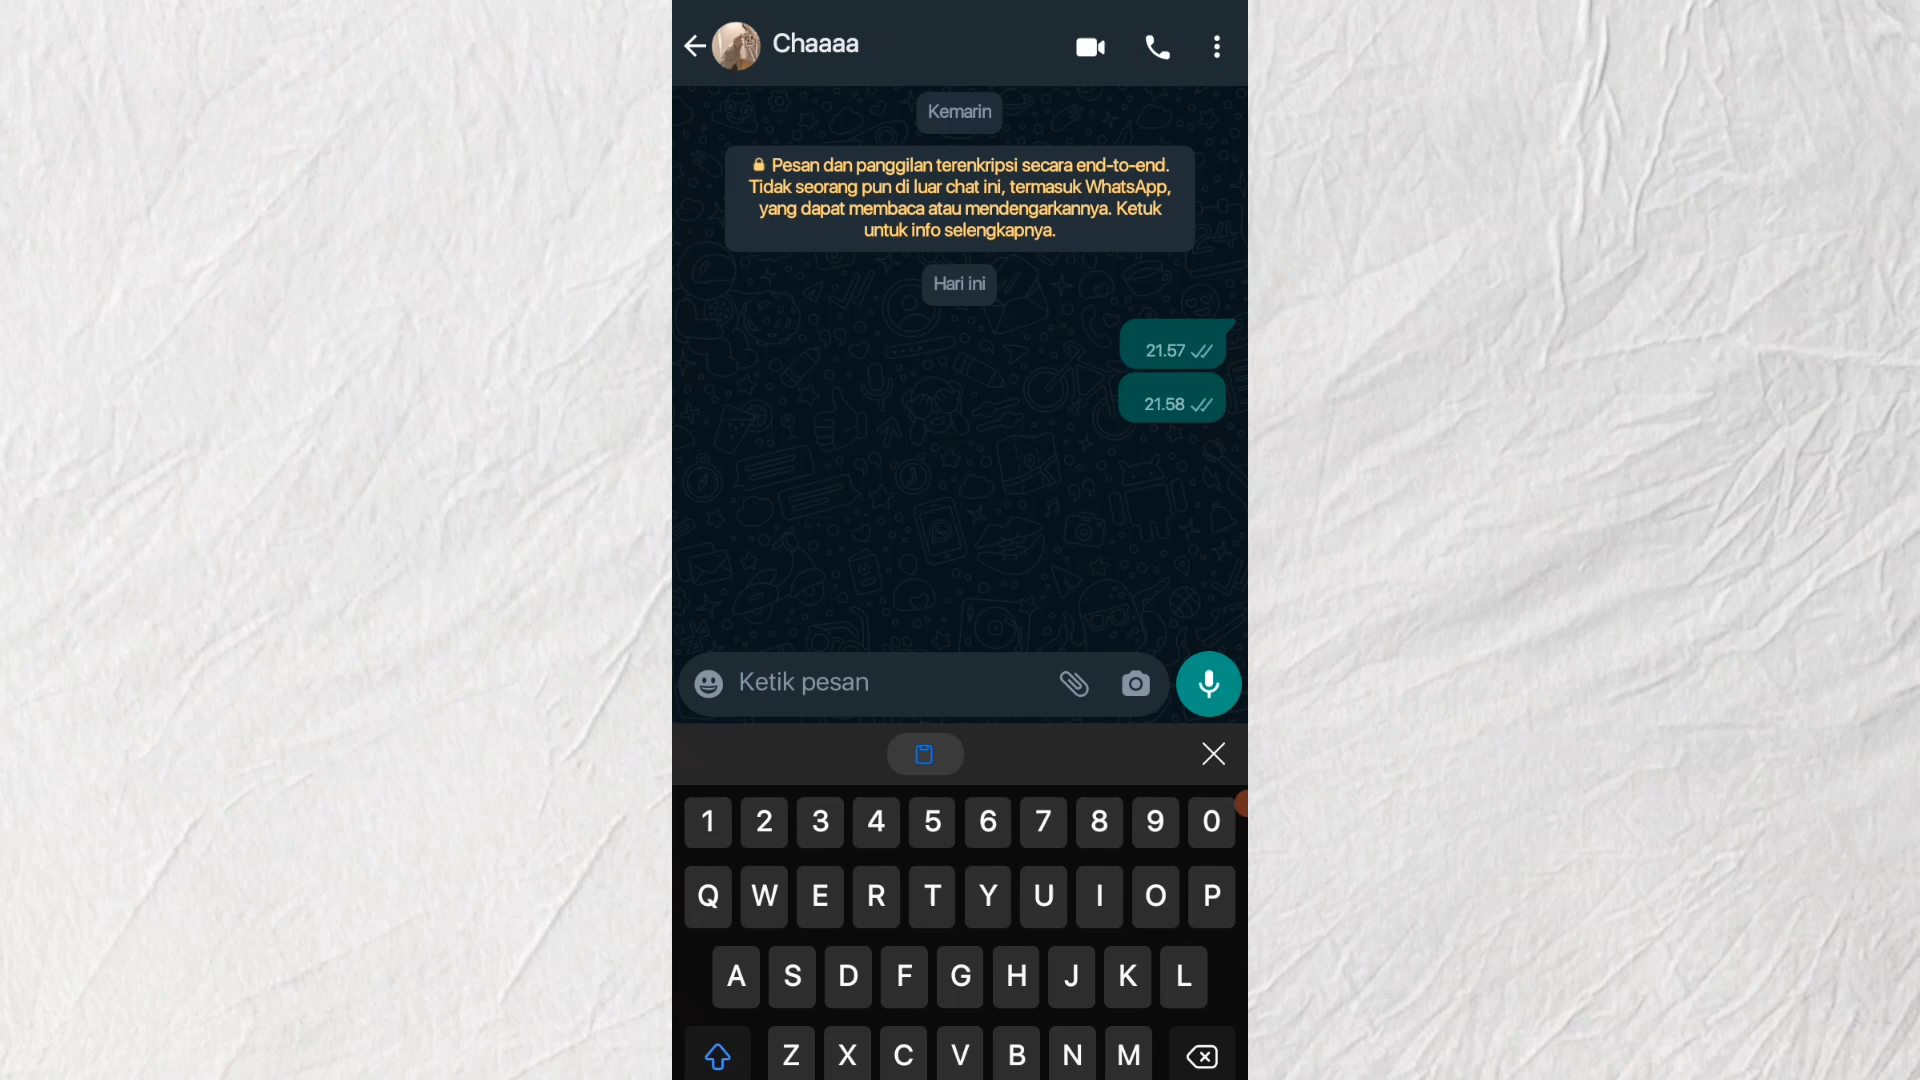 Chaaaa
Kemarin
Pesan dan panggilan terenkripsi secara end-to-end.
Tidak seorang pun di luar chat ini, termasuk WhatsApp,
yang dapat membaca atau mendengarkannya. Ketuk
untuk info selengkapnya.
Hari ini
21.57
21.58
Ketik pesan
1 2 3 4 5 6 7 8 9 0
Q W E R T Y U I O P
A S D F G H J K L
Z X C V B N M